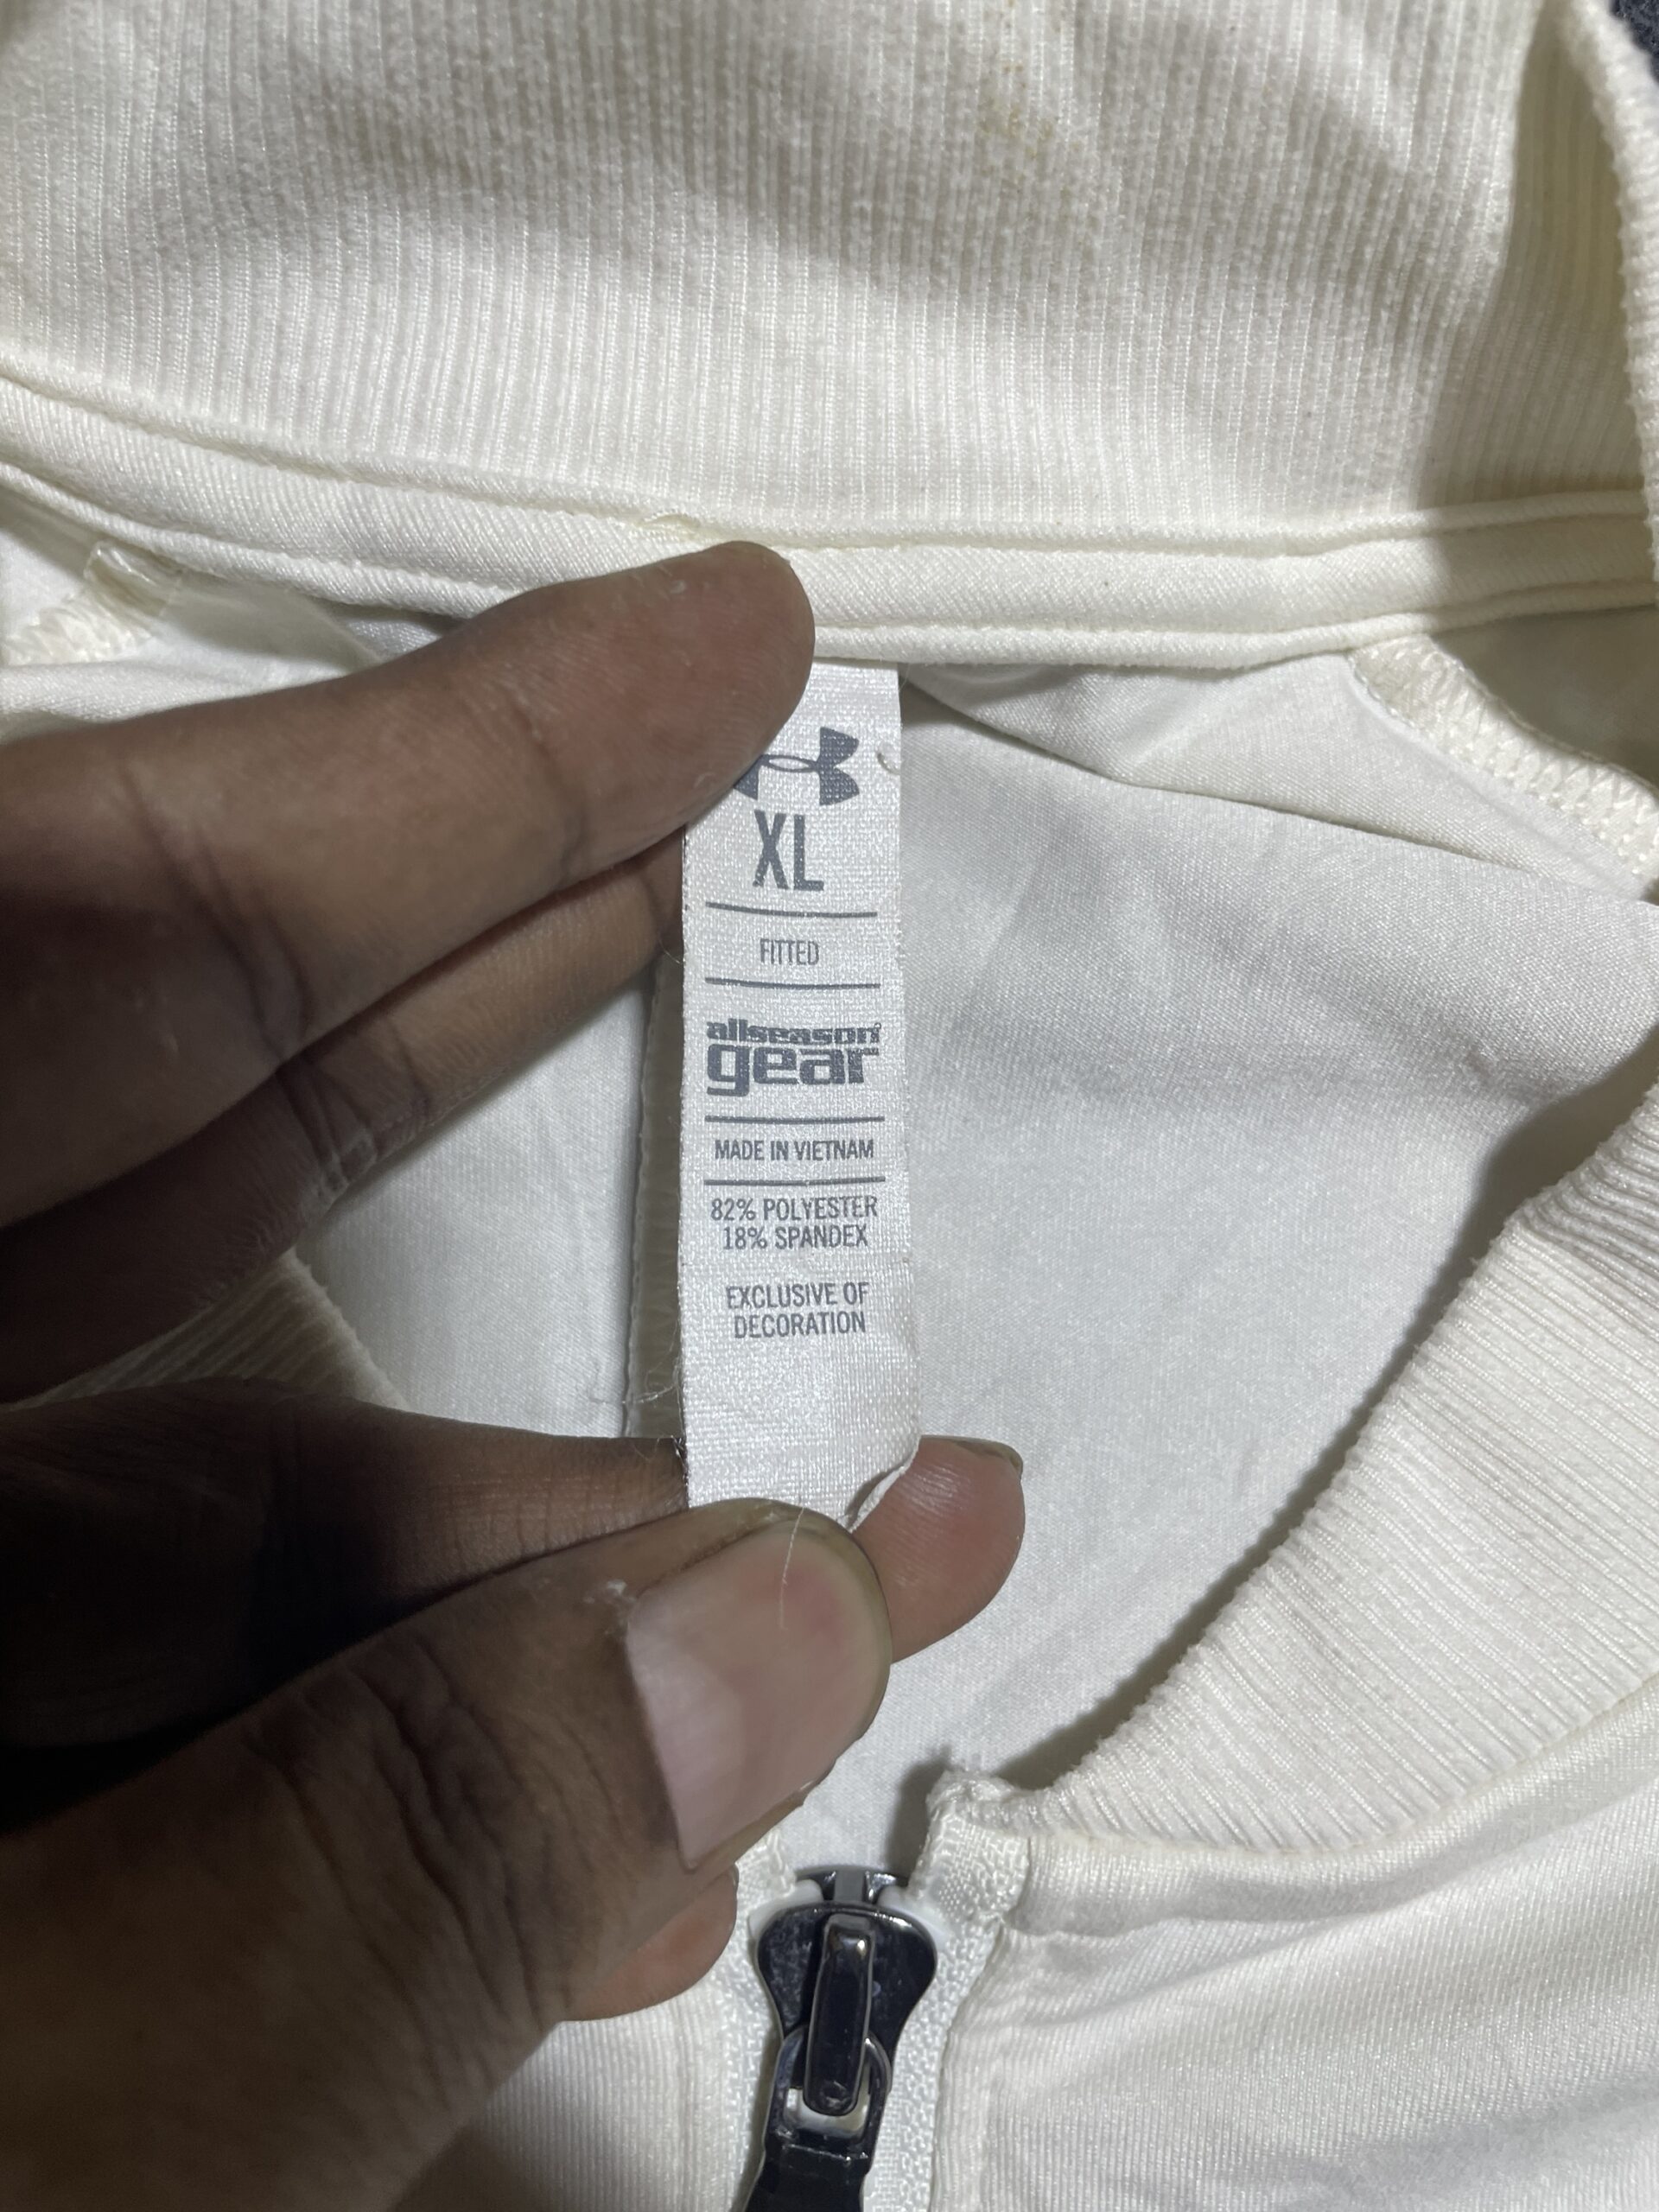 XL
FITTED
allseason
gear
MADE IN VIETNAM
82% POLYESTER
18% SPANDEX
EXCLUSIVE OF
DECORATION